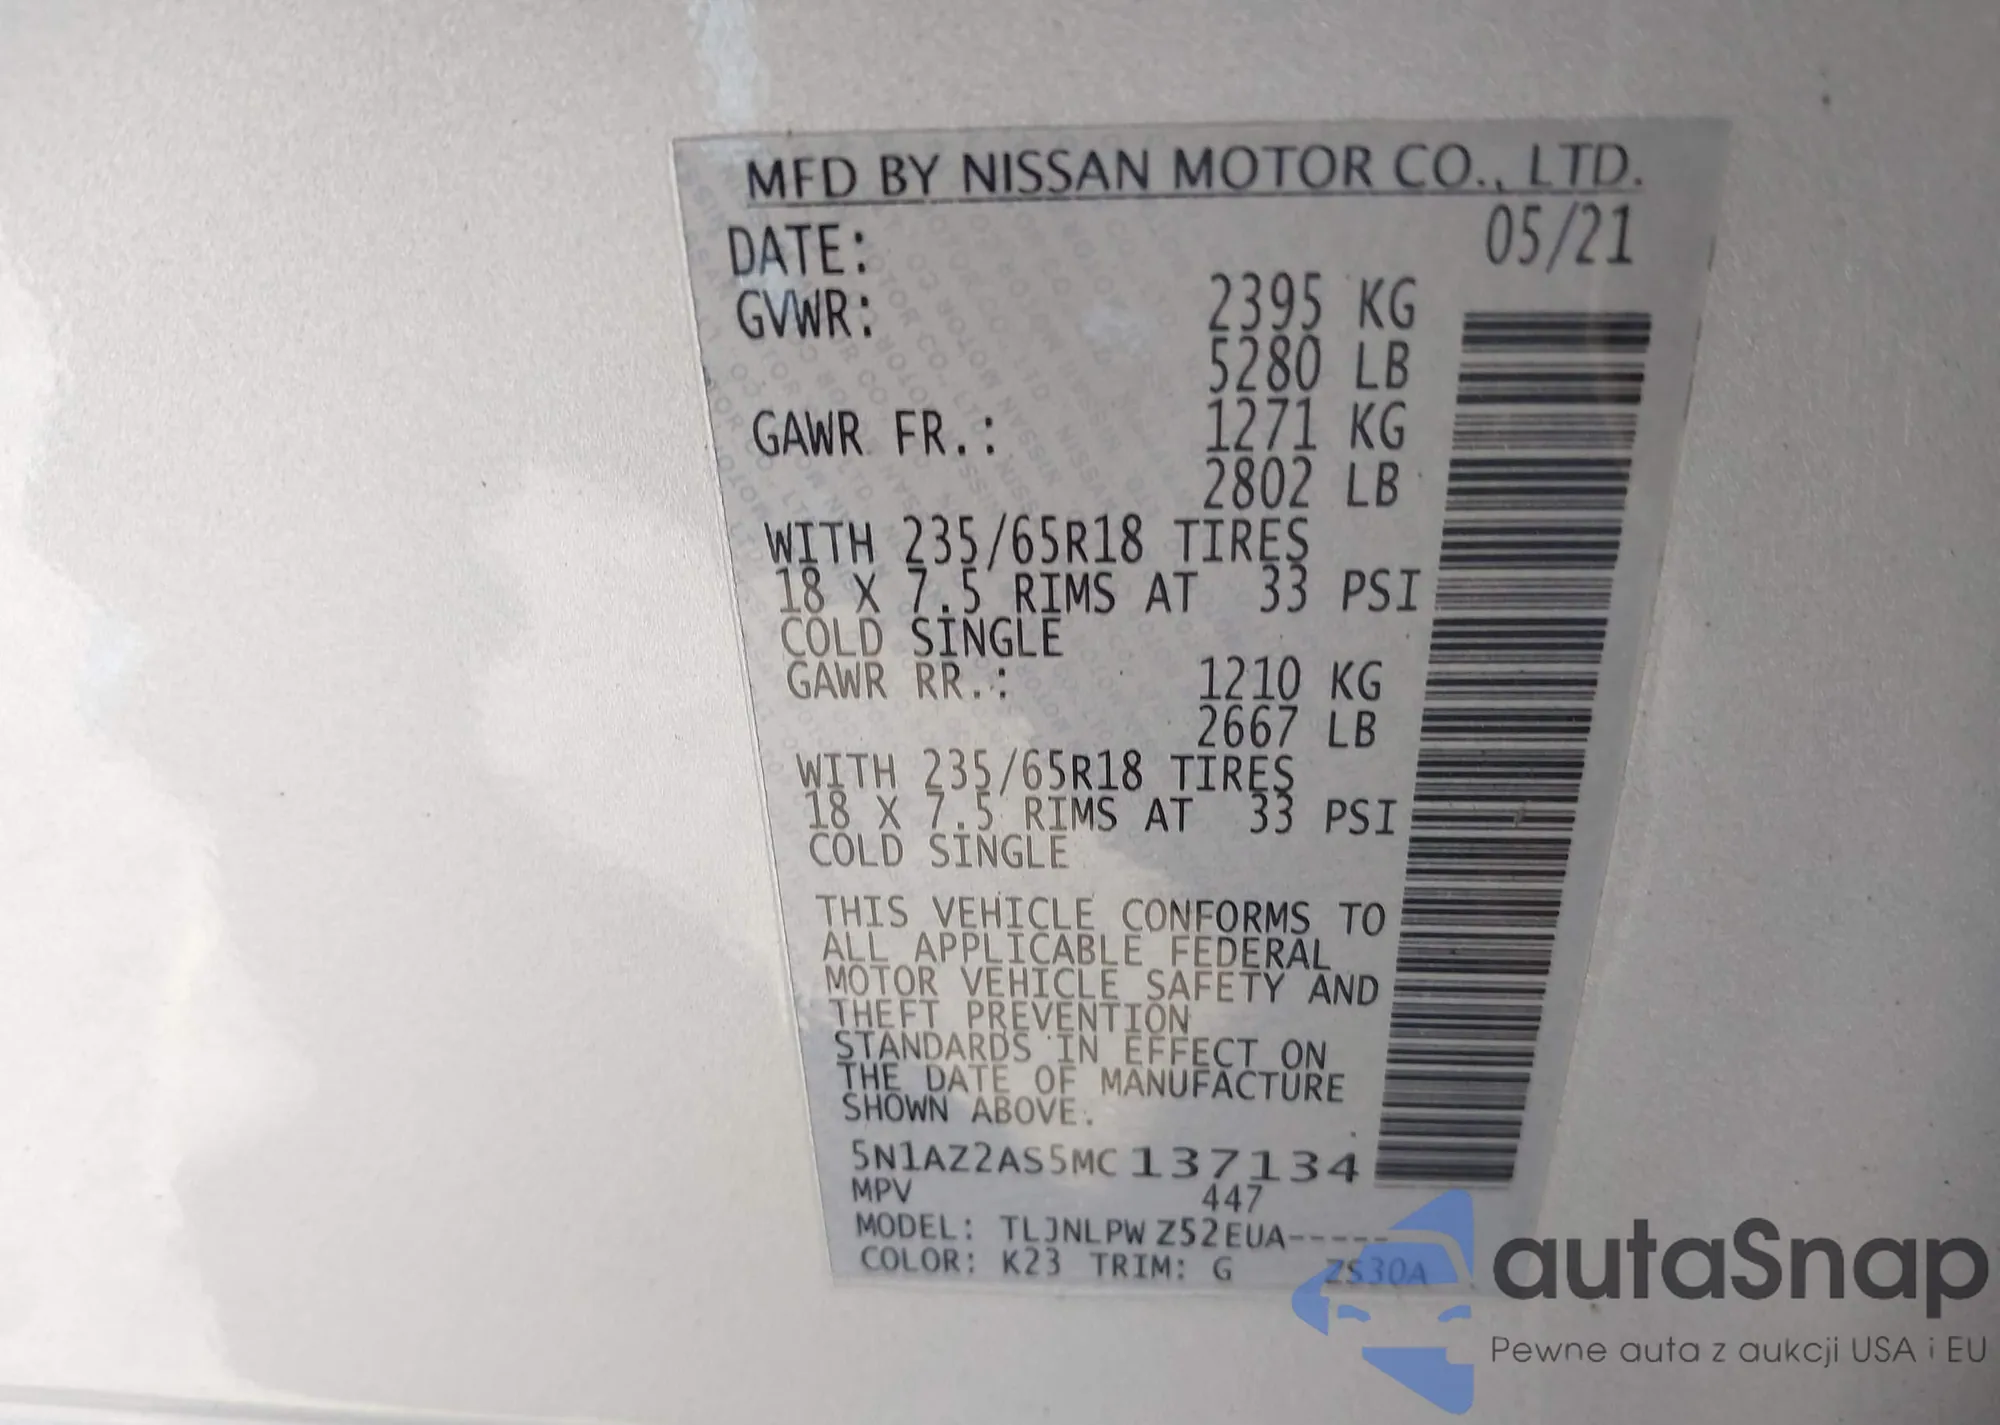 MFD BY NISSAN MOTOR CO., LTD.
DATE: 05/21
GVWR: 2395 KG
5280 LB
GAWR FR.: 1271 KG
2802 LB
WITH 235/65R18 TIRES
18 X 7.5 RIMS AT 33 PSI
COLD SINGLE
GAWR RR.: 1210 KG
2667 LB
WITH 235/65R18 TIRES
18 X 7.5 RIMS AT 33 PSI
COLD SINGLE
THIS VEHICLE CONFORMS TO
ALL APPLICABLE FEDERAL
MOTOR VEHICLE SAFETY AND
THEFT PREVENTION
STANDARDS IN EFFECT ON
THE DATE OF MANUFACTURE
SHOWN ABOVE.
5N1AZ2AS5MC137134
MPV 447
MODEL: TLJNLPW Z52EUA-----
COLOR: K23 TRIM: G ZS30A
autaSnap
Pewne auta z aukcji USA i EU